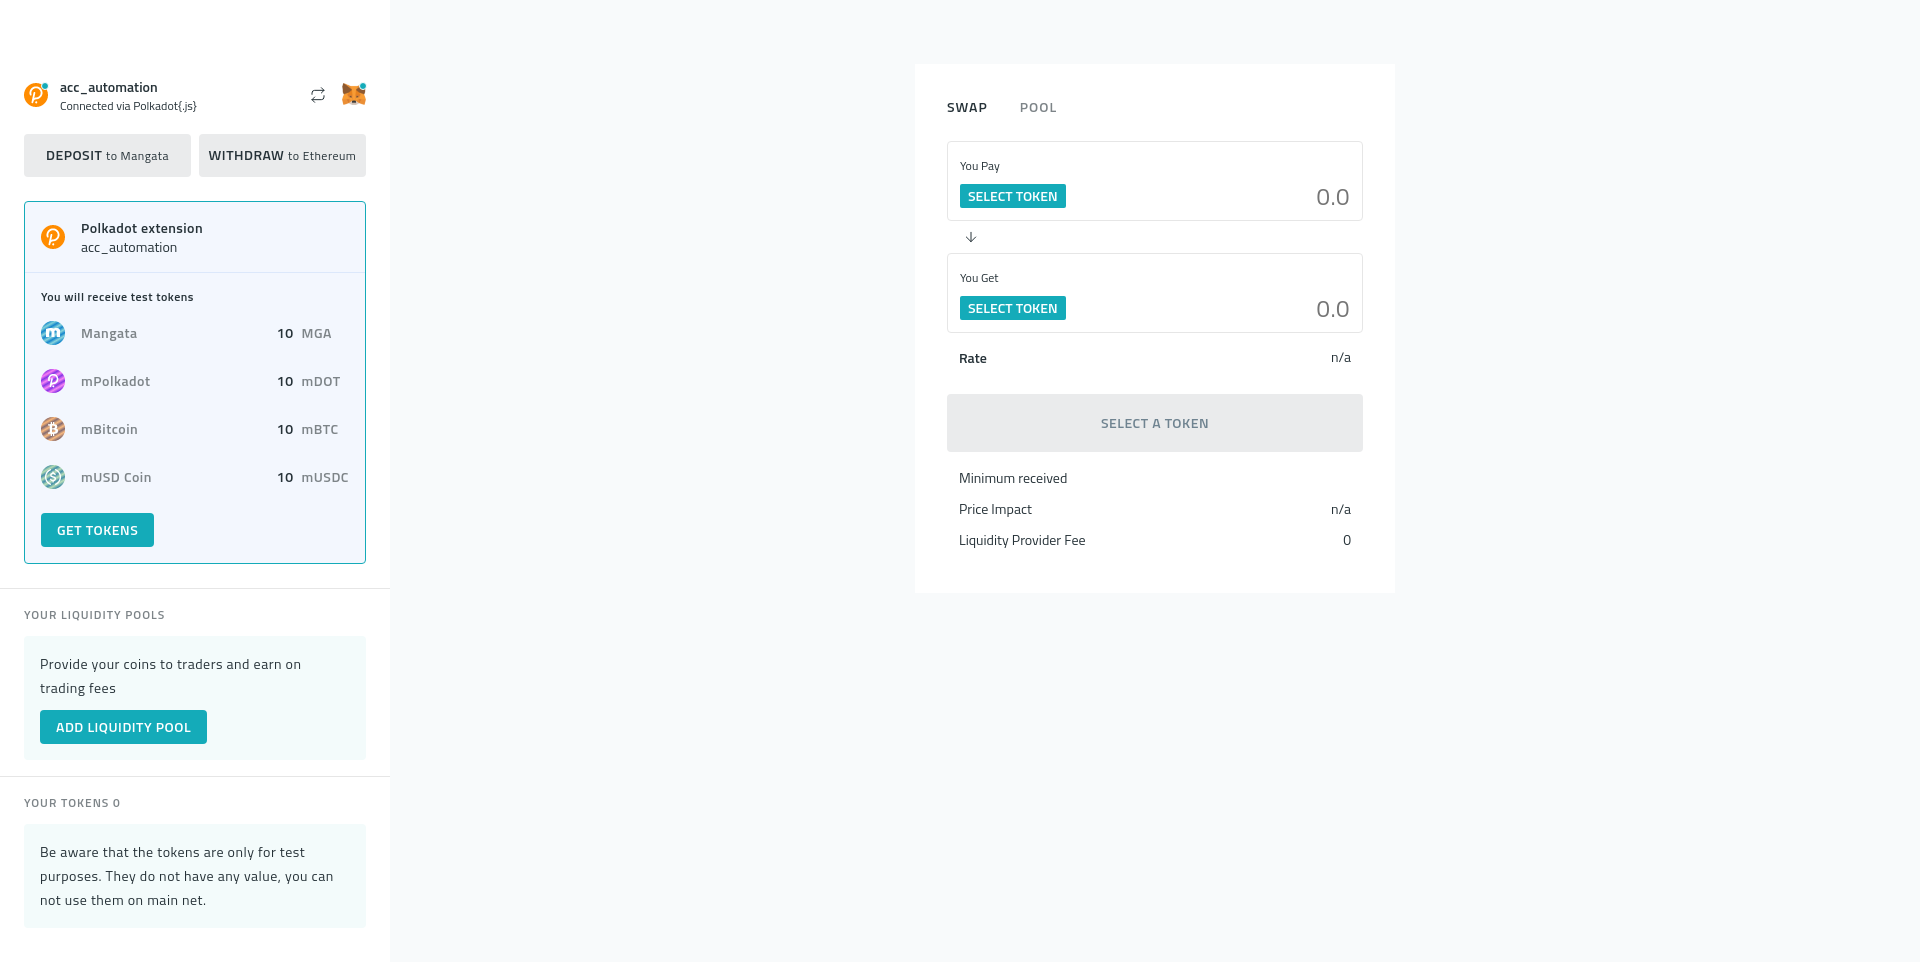 acc_automation
Connected via Polkadot{.js}
DEPOSIT to Mangata
WITHDRAW to Ethereum
Polkadot extension
acc_automation
You will receive test tokens
Mangata 10 MGA
mPolkadot 10 mDOT
mBitcoin 10 mBTC
mUSD Coin 10 mUSDC
GET TOKENS
YOUR LIQUIDITY POOLS
Provide your coins to traders and earn on
trading fees
ADD LIQUIDITY POOL
YOUR TOKENS 0
Be aware that the tokens are only for test
purposes. They do not have any value, you can
not use them on main net.
SWAP POOL
You Pay
SELECT TOKEN 0.0
You Get
SELECT TOKEN 0.0
Rate n/a
SELECT A TOKEN
Minimum received
Price Impact n/a
Liquidity Provider Fee 0